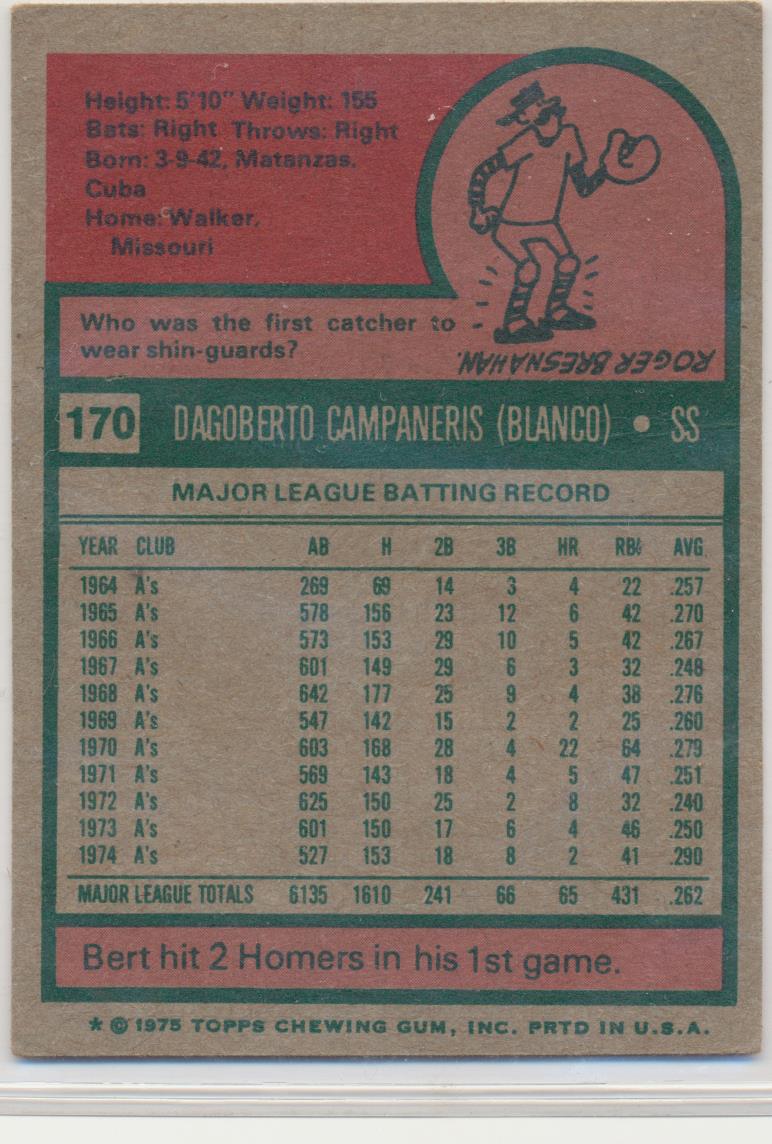 Height: 5'10" Weight: 155
Bats: Right Throws: Right
Born: 3-9-42, Matanzas,
Cuba
Home: Walker,
Missouri
Who was the first catcher to
wear shin-guards?
ROGER BRESNAHAN.
170 DAGOBERTO CAMPANERIS (BLANCO) • SS
MAJOR LEAGUE BATTING RECORD
YEAR CLUB AB H 2B 3B HR RBI AVG.
1964 A's 269 69 14 3 4 22 .257
1965 A's 578 156 23 12 6 42 .270
1966 A's 573 153 29 10 5 42 .267
1967 A's 601 149 29 6 3 32 .248
1968 A's 642 177 25 9 4 38 .276
1969 A's 547 142 15 2 2 25 .260
1970 A's 603 168 28 4 22 64 .279
1971 A's 569 143 18 4 5 47 .251
1972 A's 625 150 25 2 8 32 .240
1973 A's 601 150 17 6 4 46 .250
1974 A's 527 153 18 8 2 41 .290
MAJOR LEAGUE TOTALS 6135 1610 241 66 65 431 .262
Bert hit 2 Homers in his 1st game.
* © 1975 TOPPS CHEWING GUM, INC. PRTD IN U.S.A.